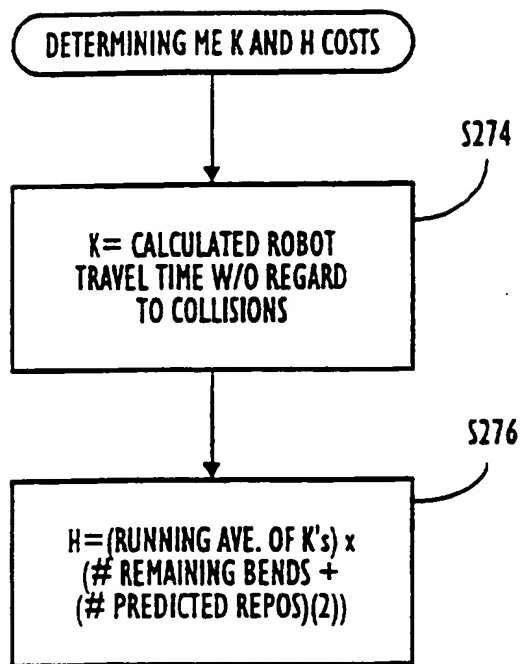 DETERMINING ME K AND H COSTS
S274
K= CALCULATED ROBOT
TRAVEL TIME W/O REGARD
TO COLLISIONS
S276
H=(RUNNING AVE. OF K's) x
(# REMAINING BENDS +
(# PREDICTED REPOS)(2))